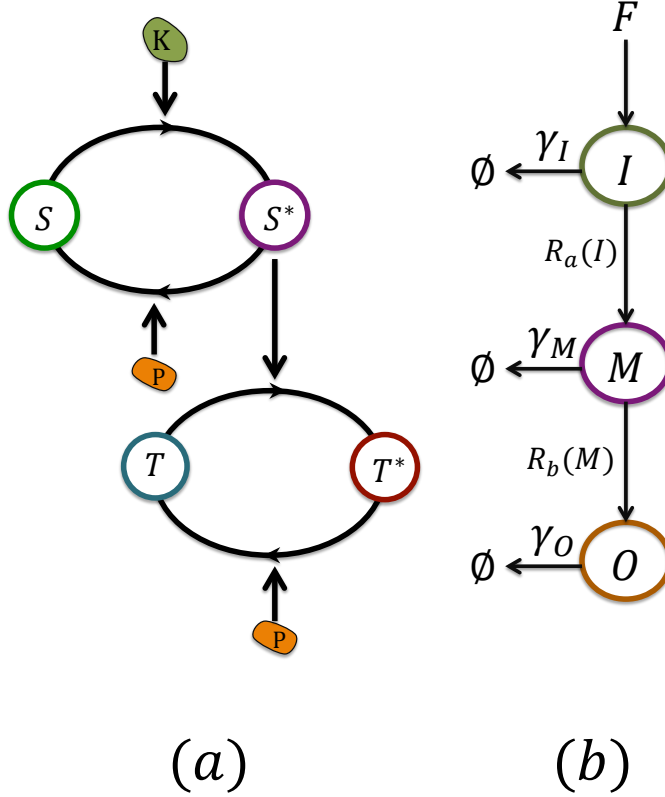 K
S
S*
P
T
T*
P
(a)
F
∅
γ_I
I
R_a(I)
∅
γ_M
M
R_b(M)
∅
γ_O
O
(b)